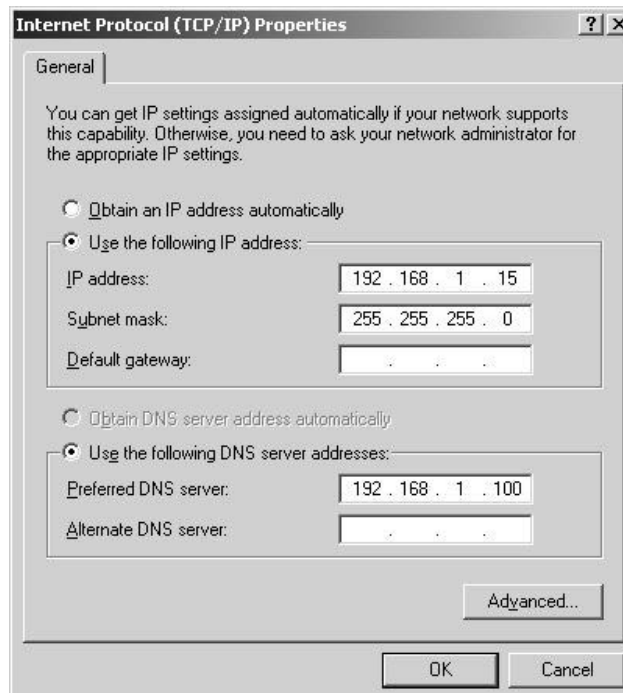 Internet Protocol (TCP/IP) Properties
General
You can get IP settings assigned automatically if your network supports
this capability. Otherwise, you need to ask your network administrator for
the appropriate IP settings.
Obtain an IP address automatically
Use the following IP address:
IP address: 192 . 168 . 1 . 15
Subnet mask: 255 . 255 . 255 . 0
Default gateway: . . .
Obtain DNS server address automatically
Use the following DNS server addresses:
Preferred DNS server: 192 . 168 . 1 . 100
Alternate DNS server: . . .
Advanced...
OK Cancel